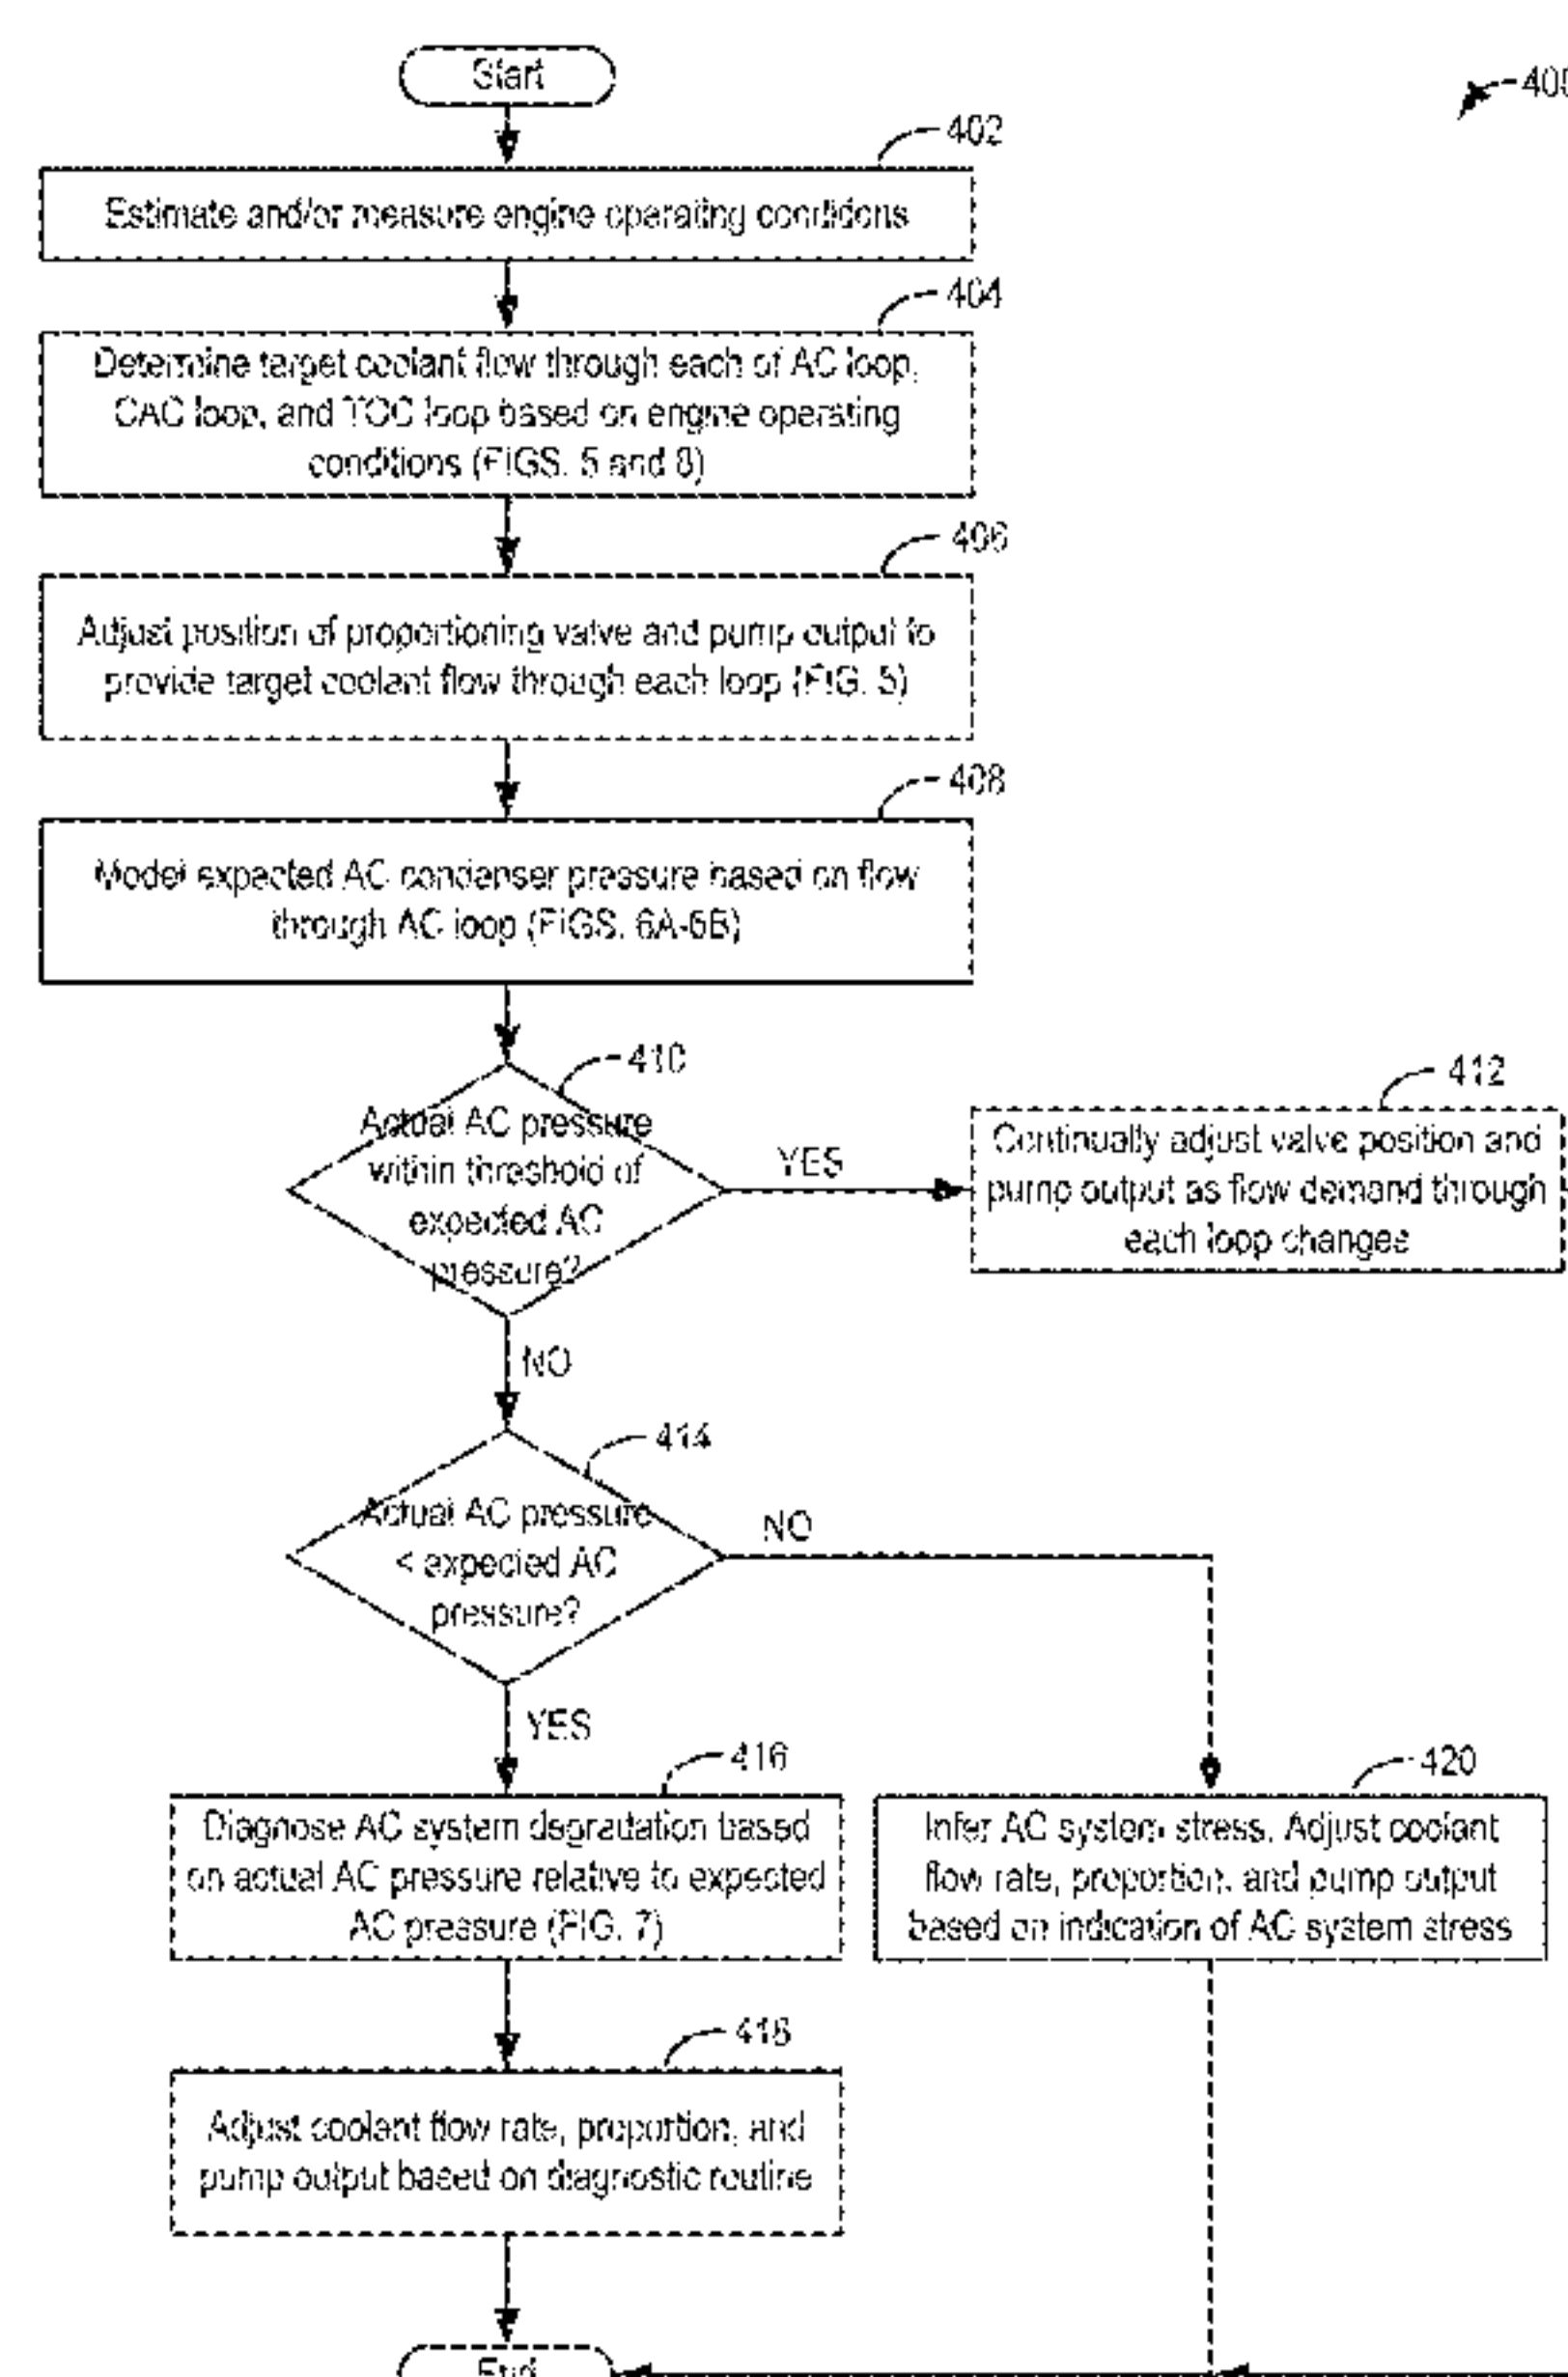 Start
400
402
Estimate and/or measure engine operating conditions
404
Determine target coolant flow through each of AC loop,
CAC loop, and TOC loop based on engine operating
conditions (FIGS. 5 and 8)
406
Adjust position of proportioning valve and pump output to
provide target coolant flow through each loop (FIG. 5)
408
Model expected AC condenser pressure based on flow
through AC loop (FIGS. 6A-6B)
410
Actual AC pressure
within threshold of
expected AC
pressure?
YES
412
Continually adjust valve position and
pump output as flow demand through
each loop changes
NO
414
Actual AC pressure
< expected AC
pressure?
NO
YES
416
Diagnose AC system degradation based
on actual AC pressure relative to expected
AC pressure (FIG. 7)
420
Infer AC system stress. Adjust coolant
flow rate, proportion, and pump output
based on indication of AC system stress
418
Adjust coolant flow rate, proportion, and
pump output based on diagnostic routine
End